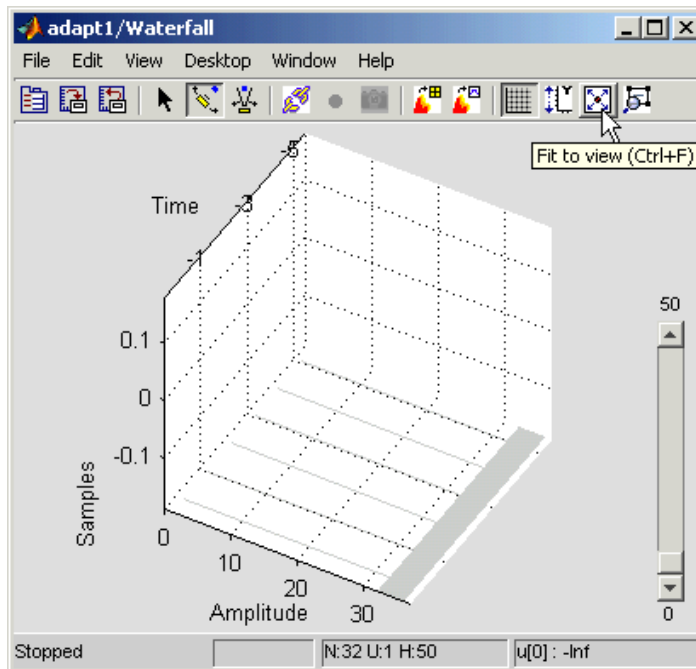 adapt1/Waterfall
File Edit View Desktop Window Help
Fit to view (Ctrl+F)
-5
Time
-3
-1
50
0.1
0
-0.1
Samples
0
10
20
30
Amplitude
0
Stopped
N:32 U:1 H:50
u[0] : -Inf